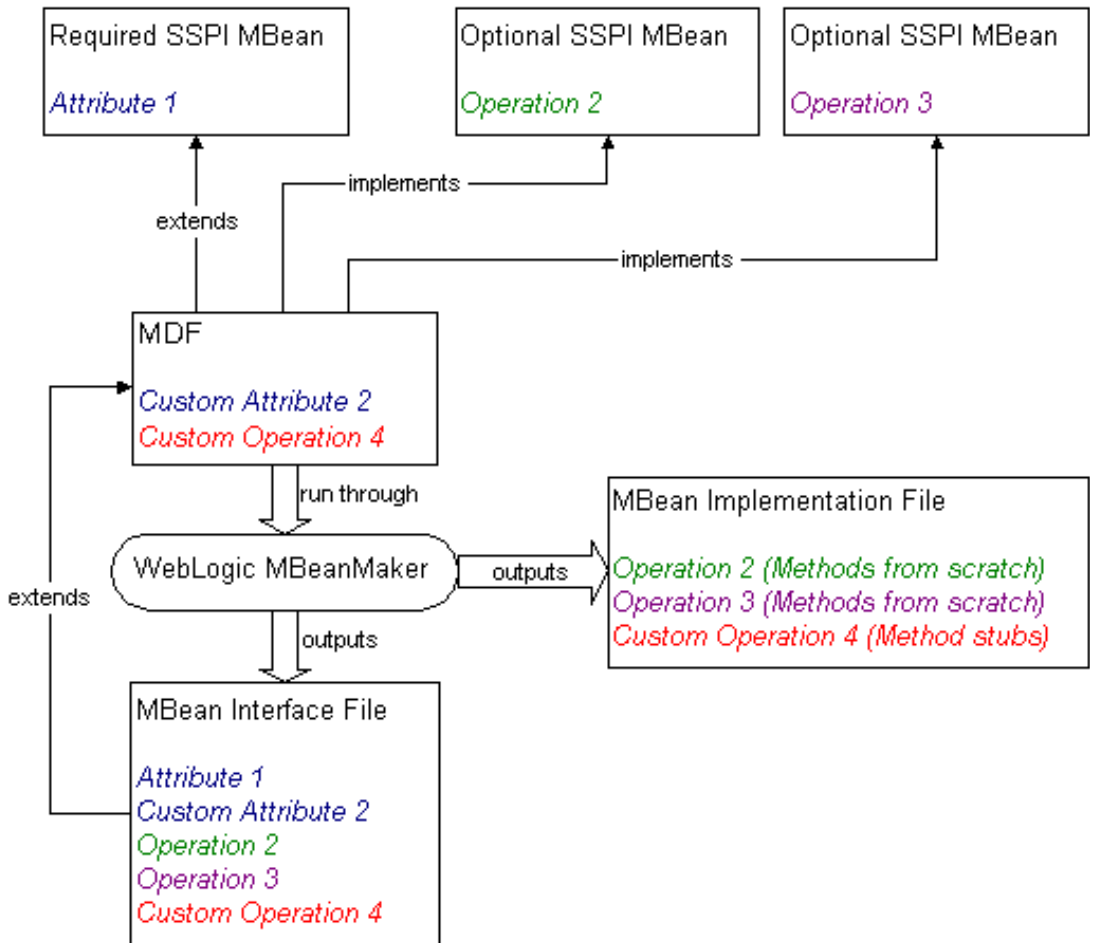 Required SSPI MBean
Attribute 1
Optional SSPI MBean
Operation 2
Optional SSPI MBean
Operation 3
implements
extends
implements
MDF
Custom Attribute 2
Custom Operation 4
run through
WebLogic MBeanMaker
outputs
MBean Implementation File
Operation 2 (Methods from scratch)
Operation 3 (Methods from scratch)
Custom Operation 4 (Method stubs)
extends
outputs
MBean Interface File
Attribute 1
Custom Attribute 2
Operation 2
Operation 3
Custom Operation 4